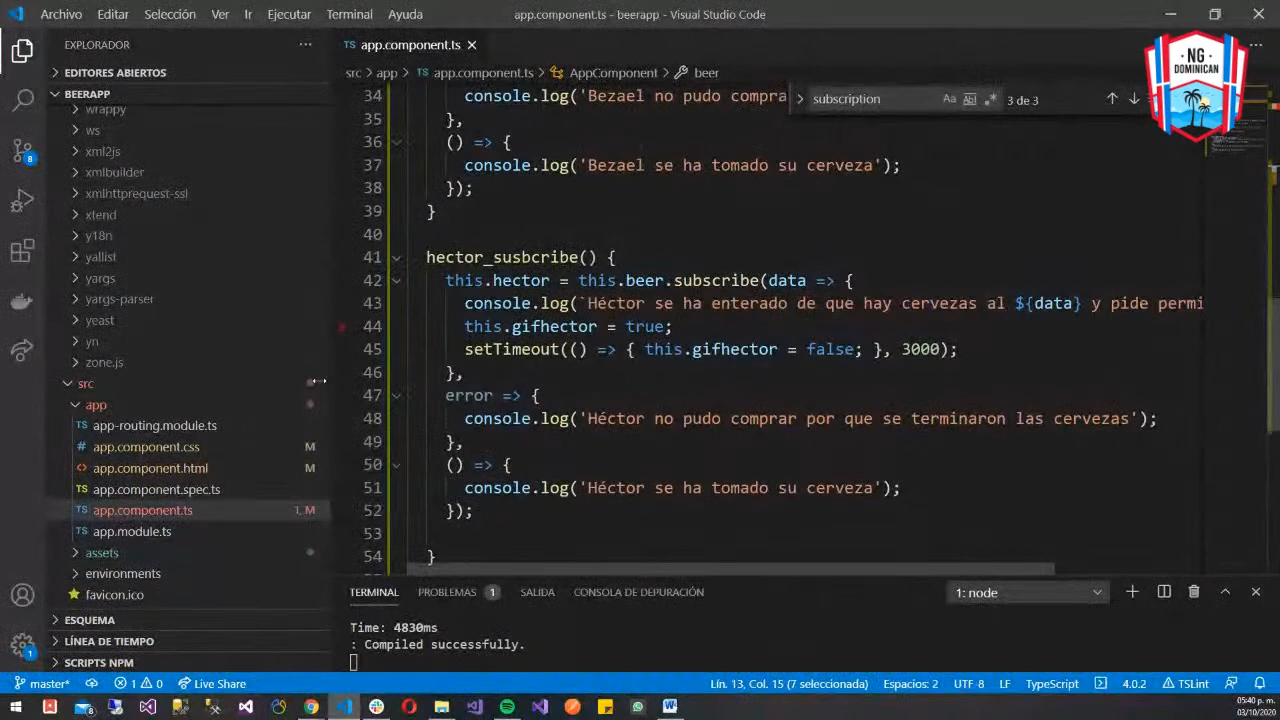 Archivo Editar Selección Ver Ir Ejecutar Terminal Ayuda
app.component.ts - beerapp - Visual Studio Code
EXPLORADOR
EDITORES ABIERTOS
BEERAPP
wrappy
ws
xml2js
xmlbuilder
xmlhttprequest-ssl
xtend
y18n
yallist
yargs
yargs-parser
yeast
yn
zone.js
src
app
app-routing.module.ts
app.component.css M
app.component.html M
app.component.spec.ts
app.component.ts 1, M
app.module.ts
assets
environments
favicon.ico
ESQUEMA
LÍNEA DE TIEMPO
SCRIPTS NPM
8
1
TS app.component.ts
src app TS app.component.ts AppComponent beer
subscription Aa Abl .* 3 de 3
NG
DOMINICAN
34 console.log('Bezael no pudo compra
35 },
36 () => {
37 console.log('Bezael se ha tomado su cerveza');
38 });
39 }
40
41 hector_susbcribe() {
42 this.hector = this.beer.subscribe(data => {
43 console.log(`Héctor se ha enterado de que hay cervezas al ${data} y pide permi
44 this.gifhector = true;
45 setTimeout(() => { this.gifhector = false; }, 3000);
46 },
47 error => {
48 console.log('Héctor no pudo comprar por que se terminaron las cervezas');
49 },
50 () => {
51 console.log('Héctor se ha tomado su cerveza');
52 });
53
54 }
TERMINAL PROBLEMAS 1 SALIDA CONSOLA DE DEPURACIÓN 1: node
Time: 4830ms
: Compiled successfully.
master* 1 0 Live Share Lín. 13, Col. 15 (7 seleccionada) Espacios: 2 UTF-8 LF TypeScript 4.0.2 TSLint
05:40 p. m.
03/10/2020